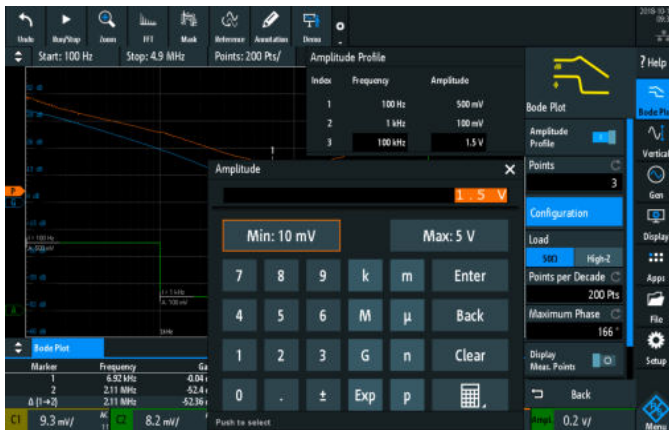 Undo Run/Stop Zoom FFT Mask Reference Annotation Demo
2018-10-1
Start: 100 Hz Stop: 4.9 MHz Points: 200 Pts/
Amplitude Profile
Index Frequency Amplitude
1 100 Hz 500 mV
2 1 kHz 100 mV
3 100 kHz 1.5 V
Amplitude
1.5 V
Min: 10 mV Max: 5 V
7 8 9 k m Enter
4 5 6 M µ Back
1 2 3 G n Clear
0 . ± Exp p
Push to select
Bode Plot
Amplitude
Profile
Points
3
Configuration
Load
50Ω High-Z
Points per Decade
200 Pts
Maximum Phase
166 °
Display
Meas. Points
Back
0.2 V/
? Help
Bode Plo
Vertical
Gen
Display
Apps
File
Setup
Menu
P
G
A
Bode Plot
Marker Frequency Ga
1 6.92 kHz -0.04
2 2.11 MHz -52.4
Δ [1→2] 2.11 MHz -52.36
C1 9.3 mV/ C2 8.2 mV/